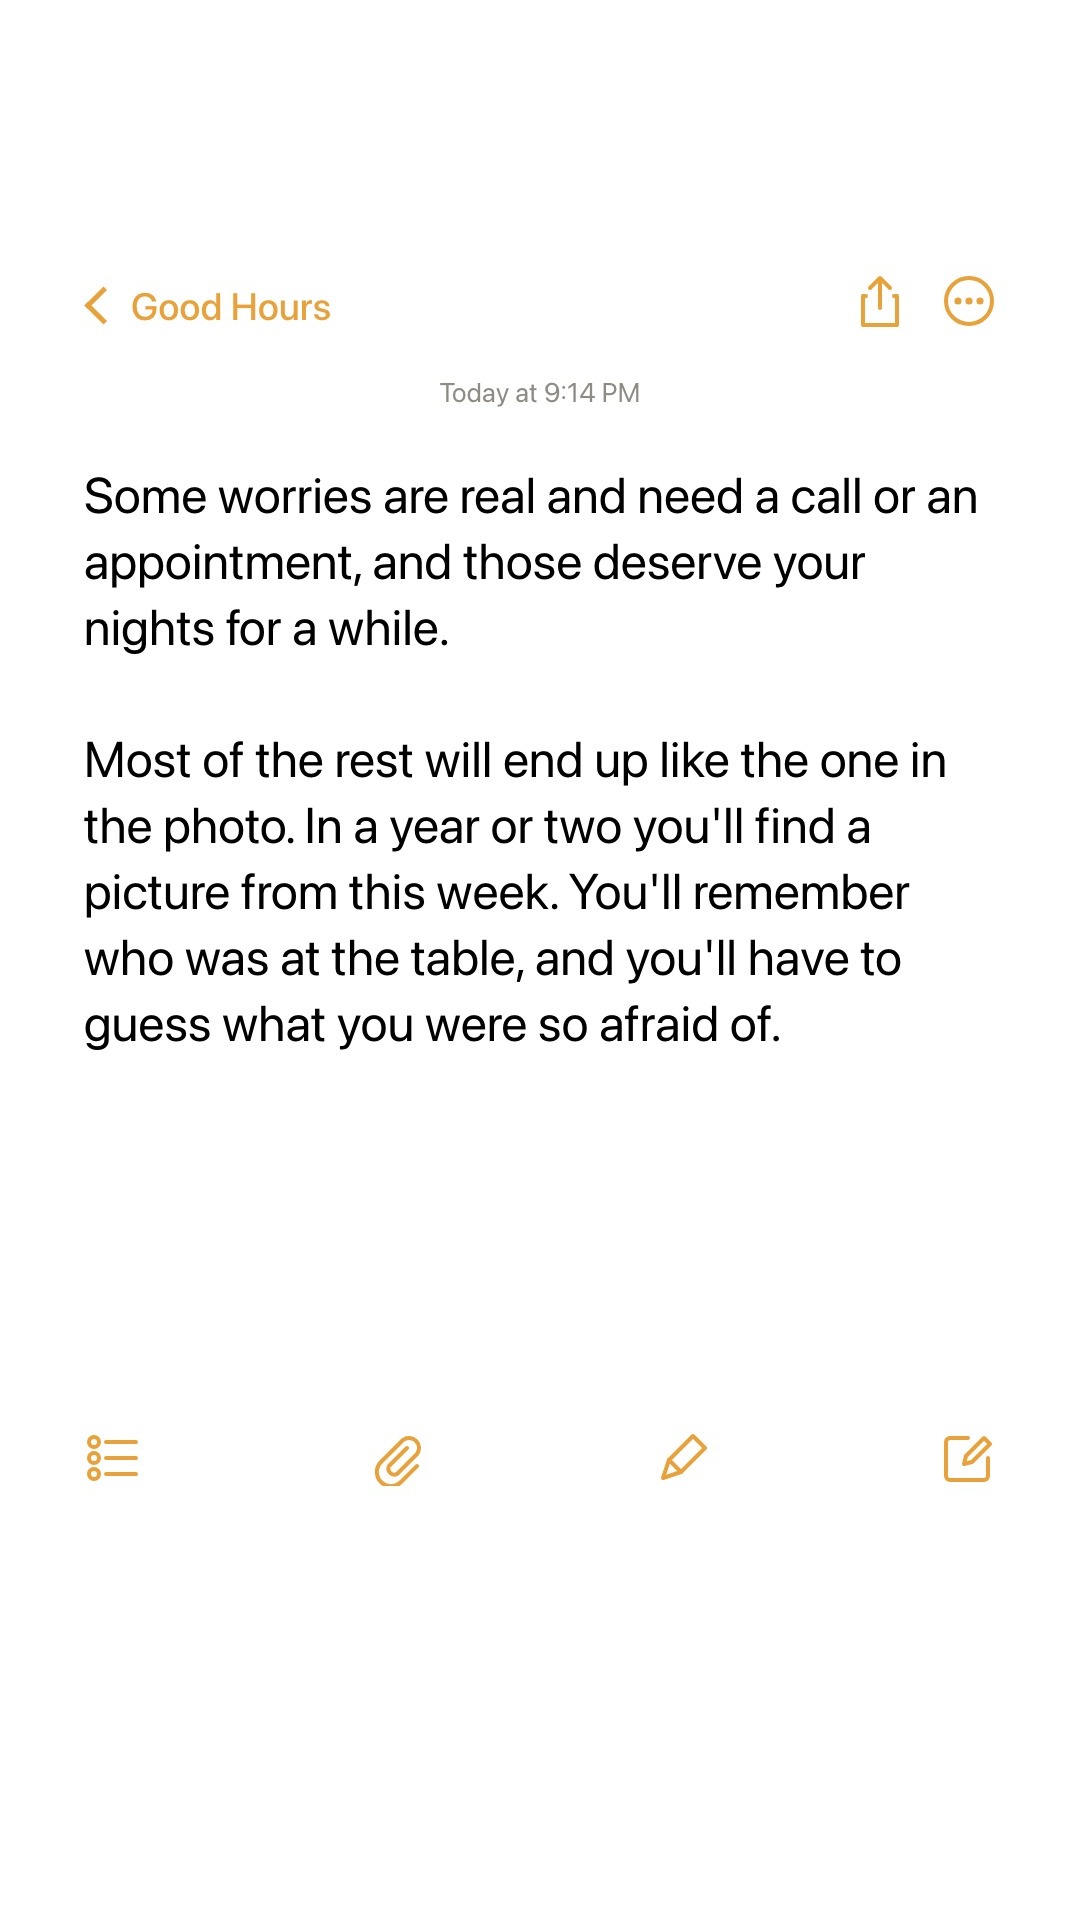 Good Hours
Today at 9:14 PM
Some worries are real and need a call or an
appointment, and those deserve your
nights for a while.
Most of the rest will end up like the one in
the photo. In a year or two you'll find a
picture from this week. You'll remember
who was at the table, and you'll have to
guess what you were so afraid of.